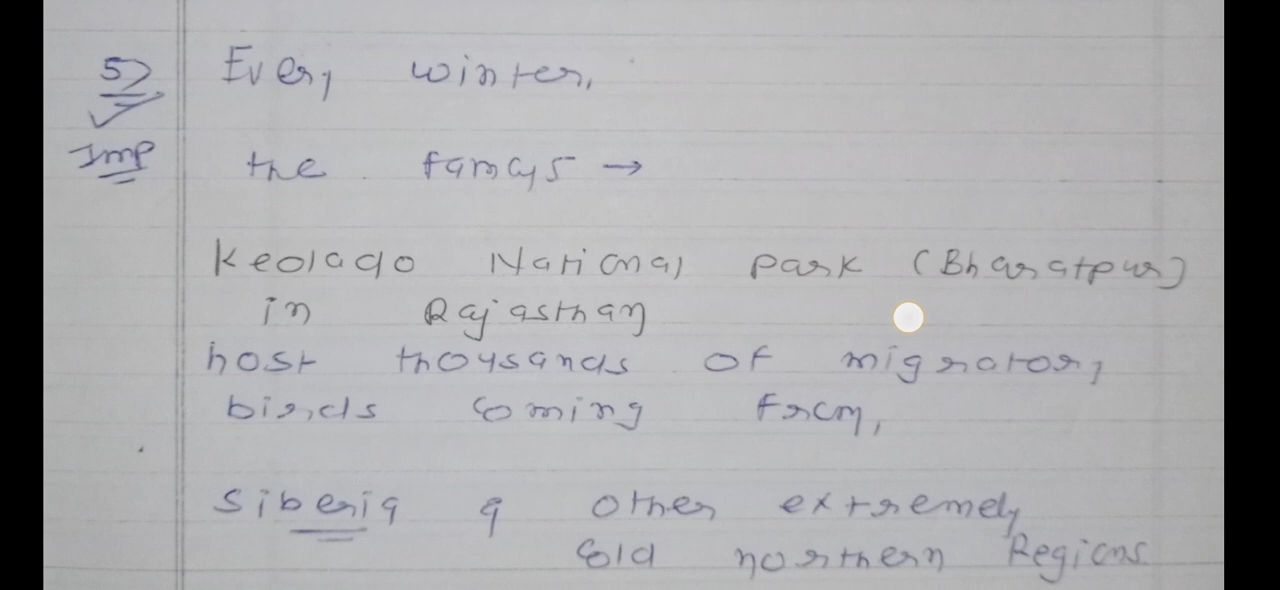 5)
Every winter,
Imp
the famous →
Keolado National park (Bharatpur)
in Rajasthan
host thousands of migratory
birds coming from,
Siberia & other extremely
cold northern Regions.